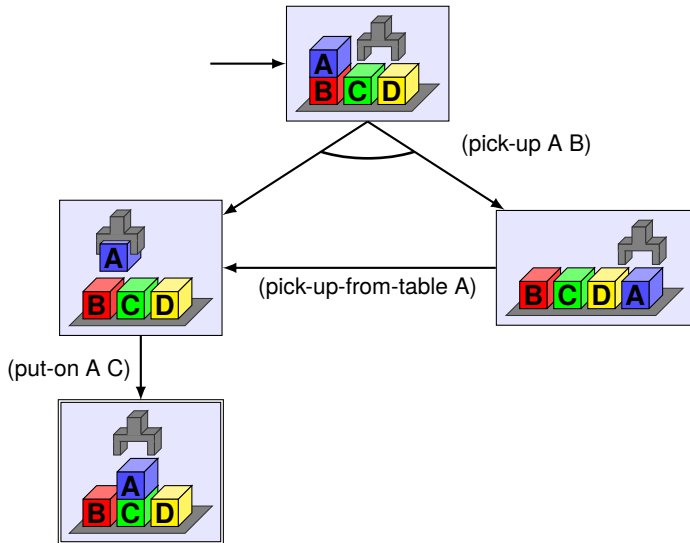 A
B C D
(pick-up A B)
A
B C D
(pick-up-from-table A)
B C D A
(put-on A C)
A
B C D